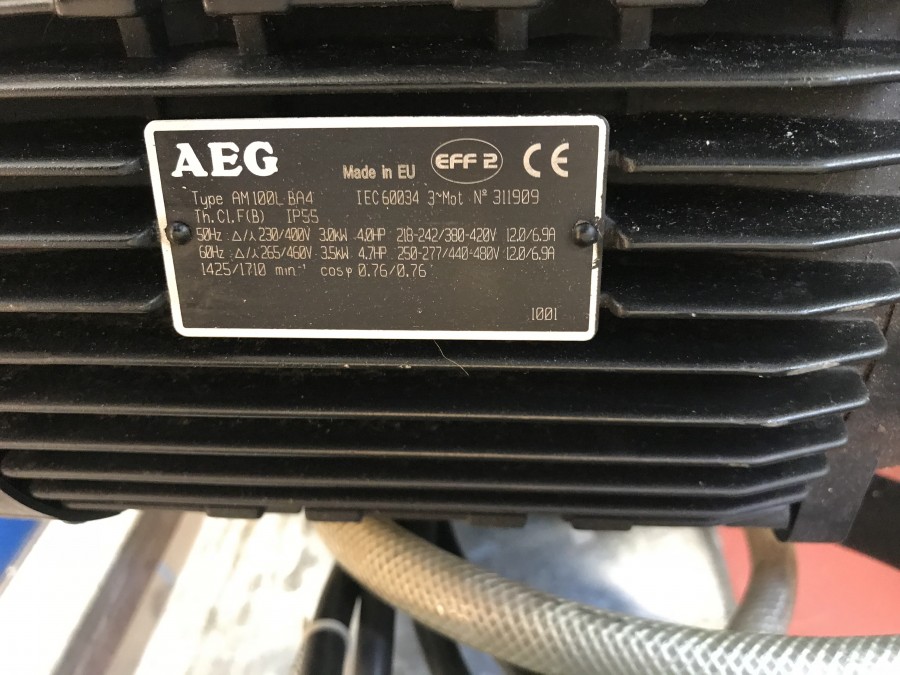 AEG
Made in EU EFF 2 CE
Type AM100L BA4 IEC60034 3~Mot Nº 311909
Th.Cl.F(B) IP55
50Hz: Δ/⅄ 230/400V 3.0kW 4.0HP 218-242/380-420V 12.0/6.9A
60Hz: Δ/⅄ 265/460V 3.5kW 4.7HP 250-277/440-480V 12.0/6.9A
1425/1710 min⁻¹ cosφ 0.76/0.76
1001